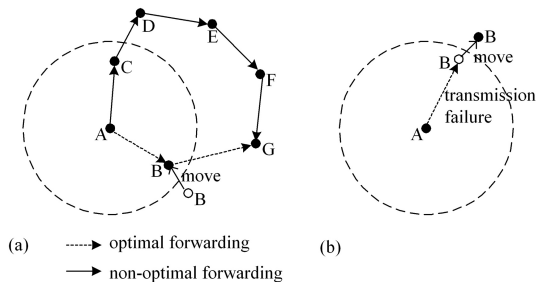 D
E
C
F
A
G
B
move
B
(a)
optimal forwarding
non-optimal forwarding
B
B
move
transmission
failure
A
(b)